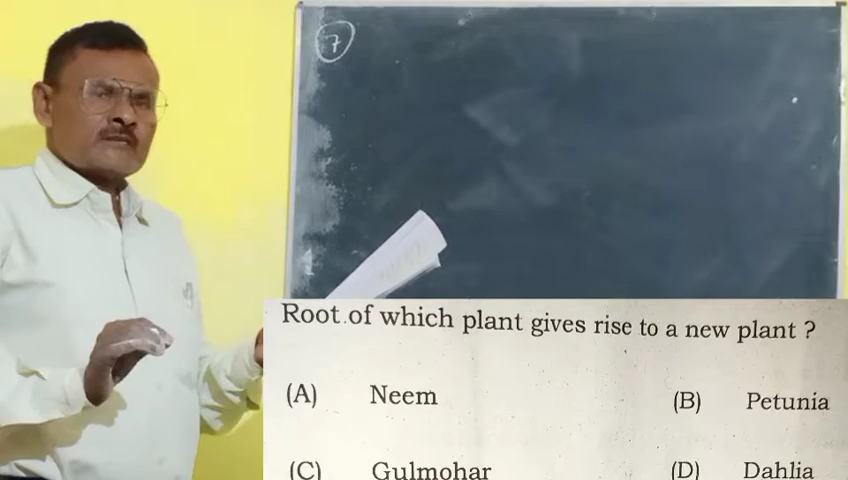 7
Root of which plant gives rise to a new plant ?
(A) Neem (B) Petunia
(C) Gulmohar (D) Dahlia